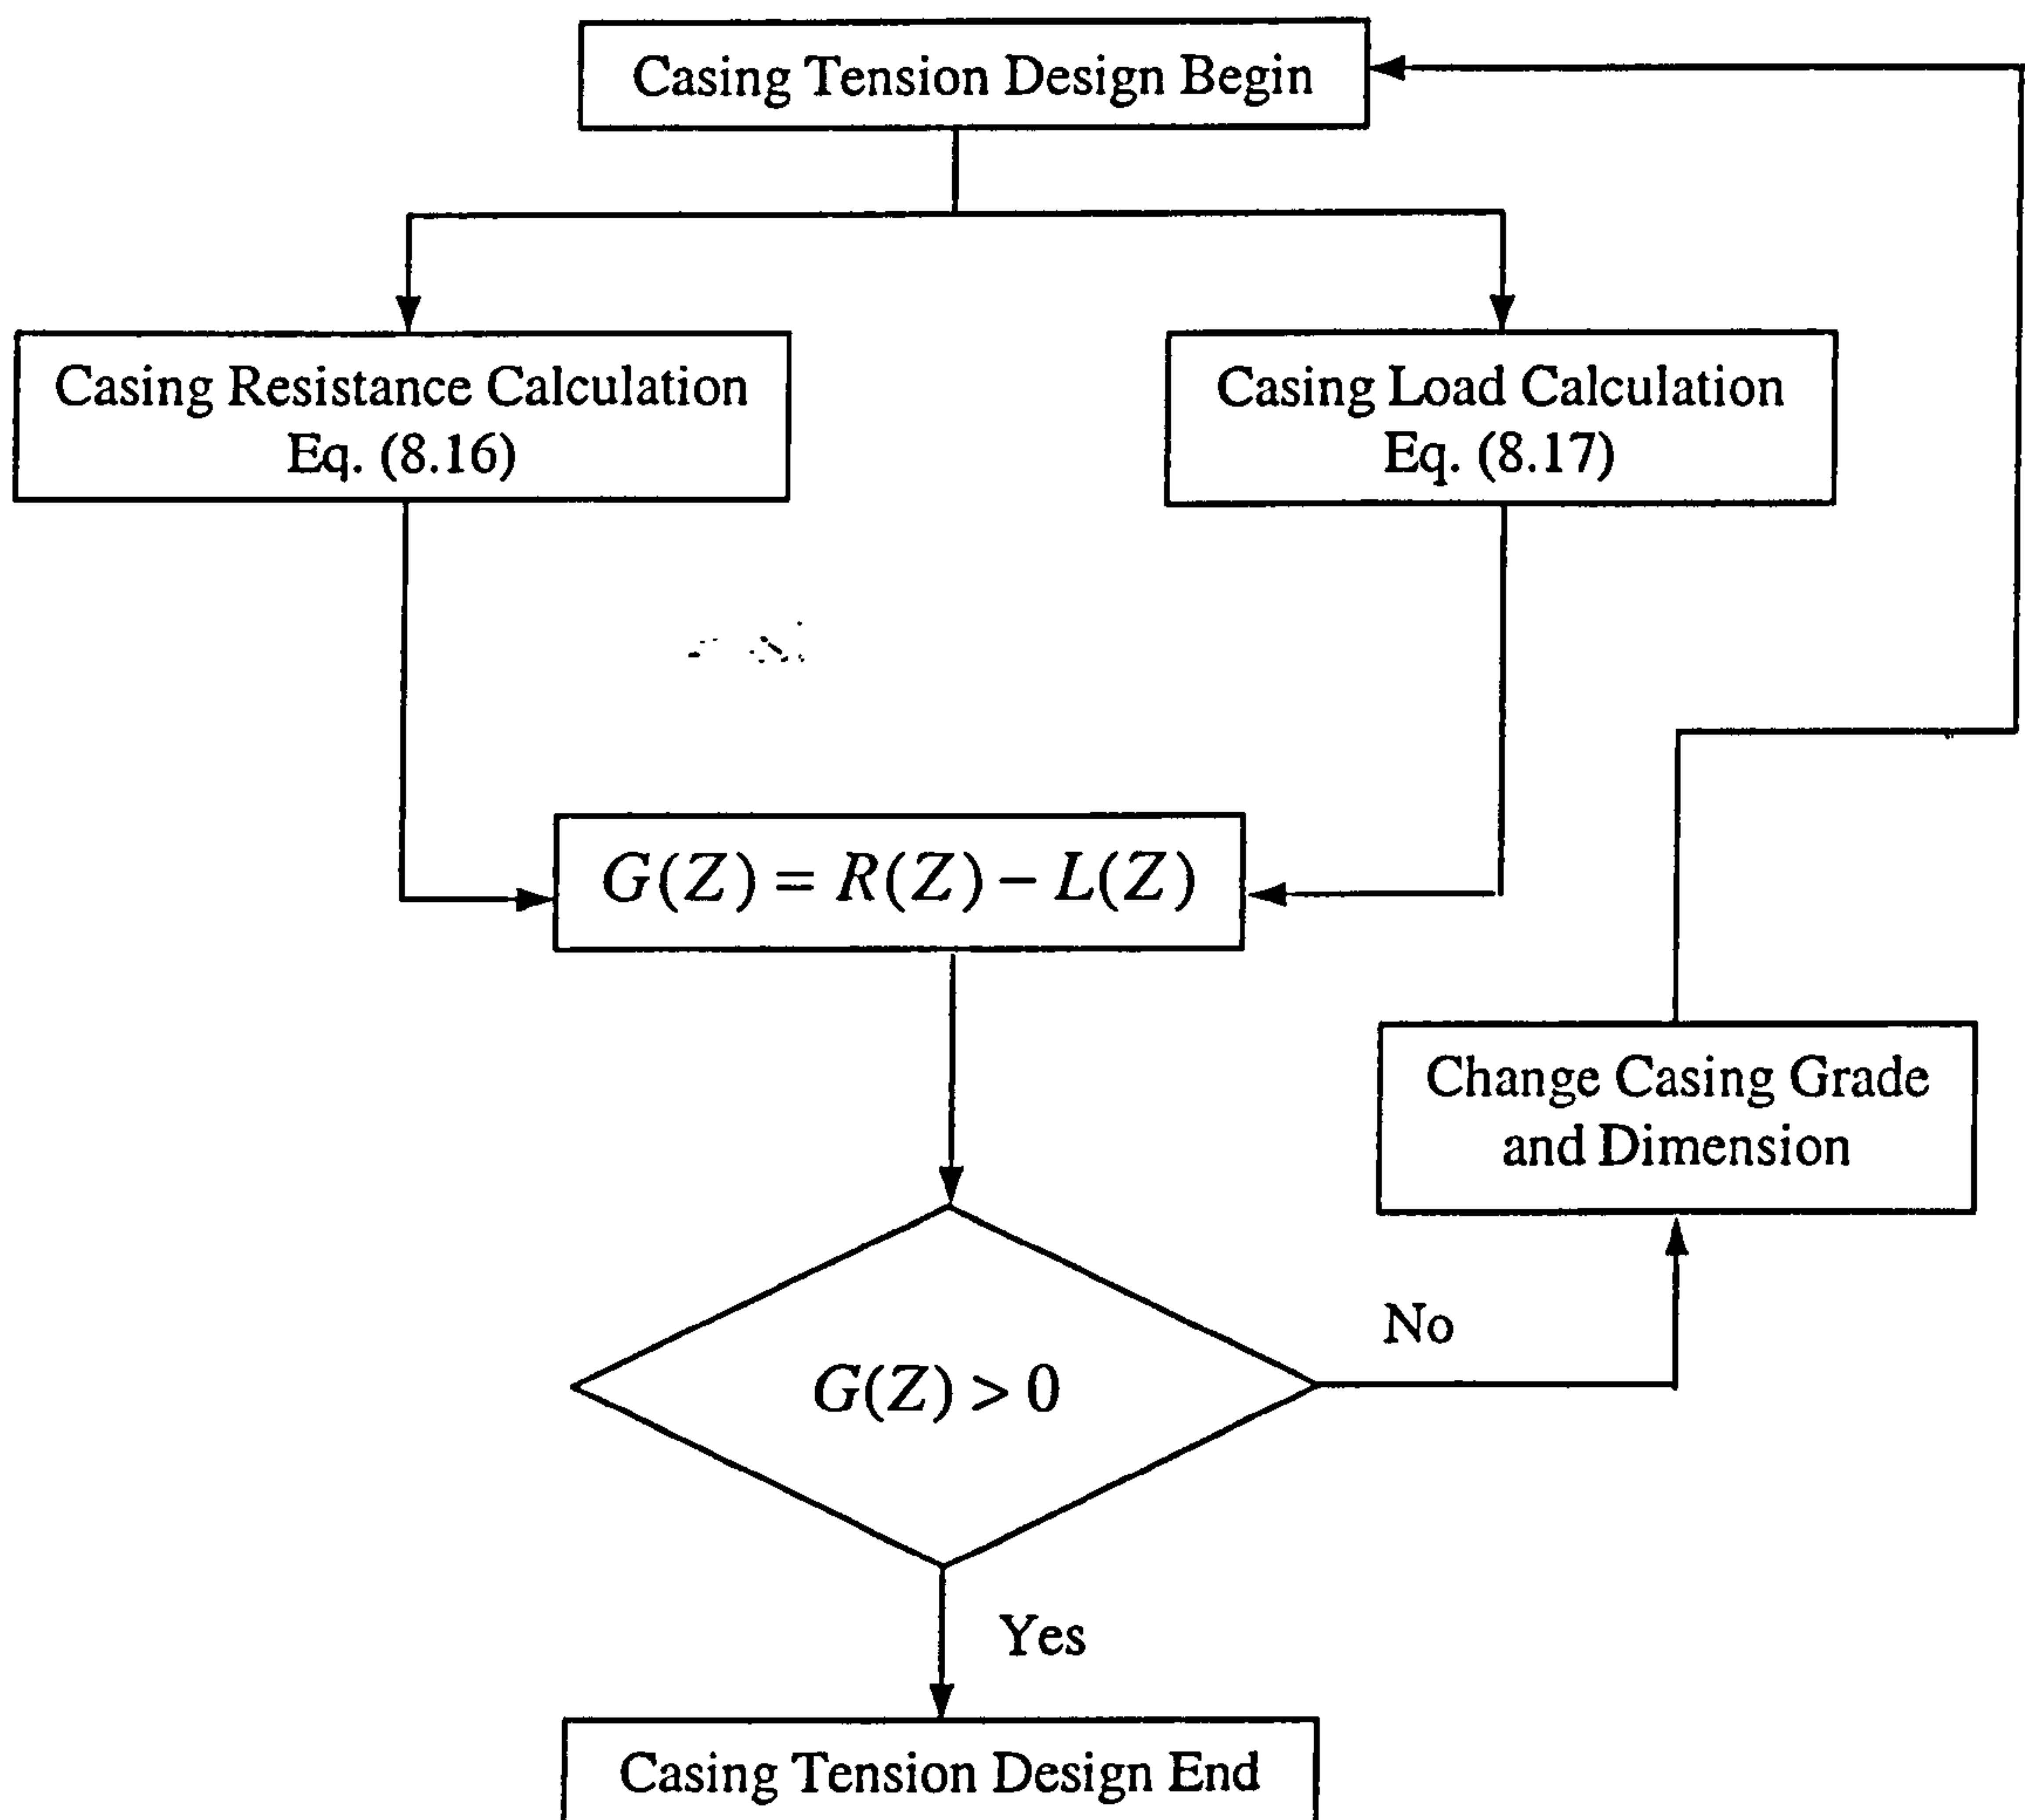 Casing Tension Design Begin
Casing Resistance Calculation
Eq. (8.16)
Casing Load Calculation
Eq. (8.17)
G(Z) = R(Z) − L(Z)
Change Casing Grade
and Dimension
G(Z) > 0
No
Yes
Casing Tension Design End